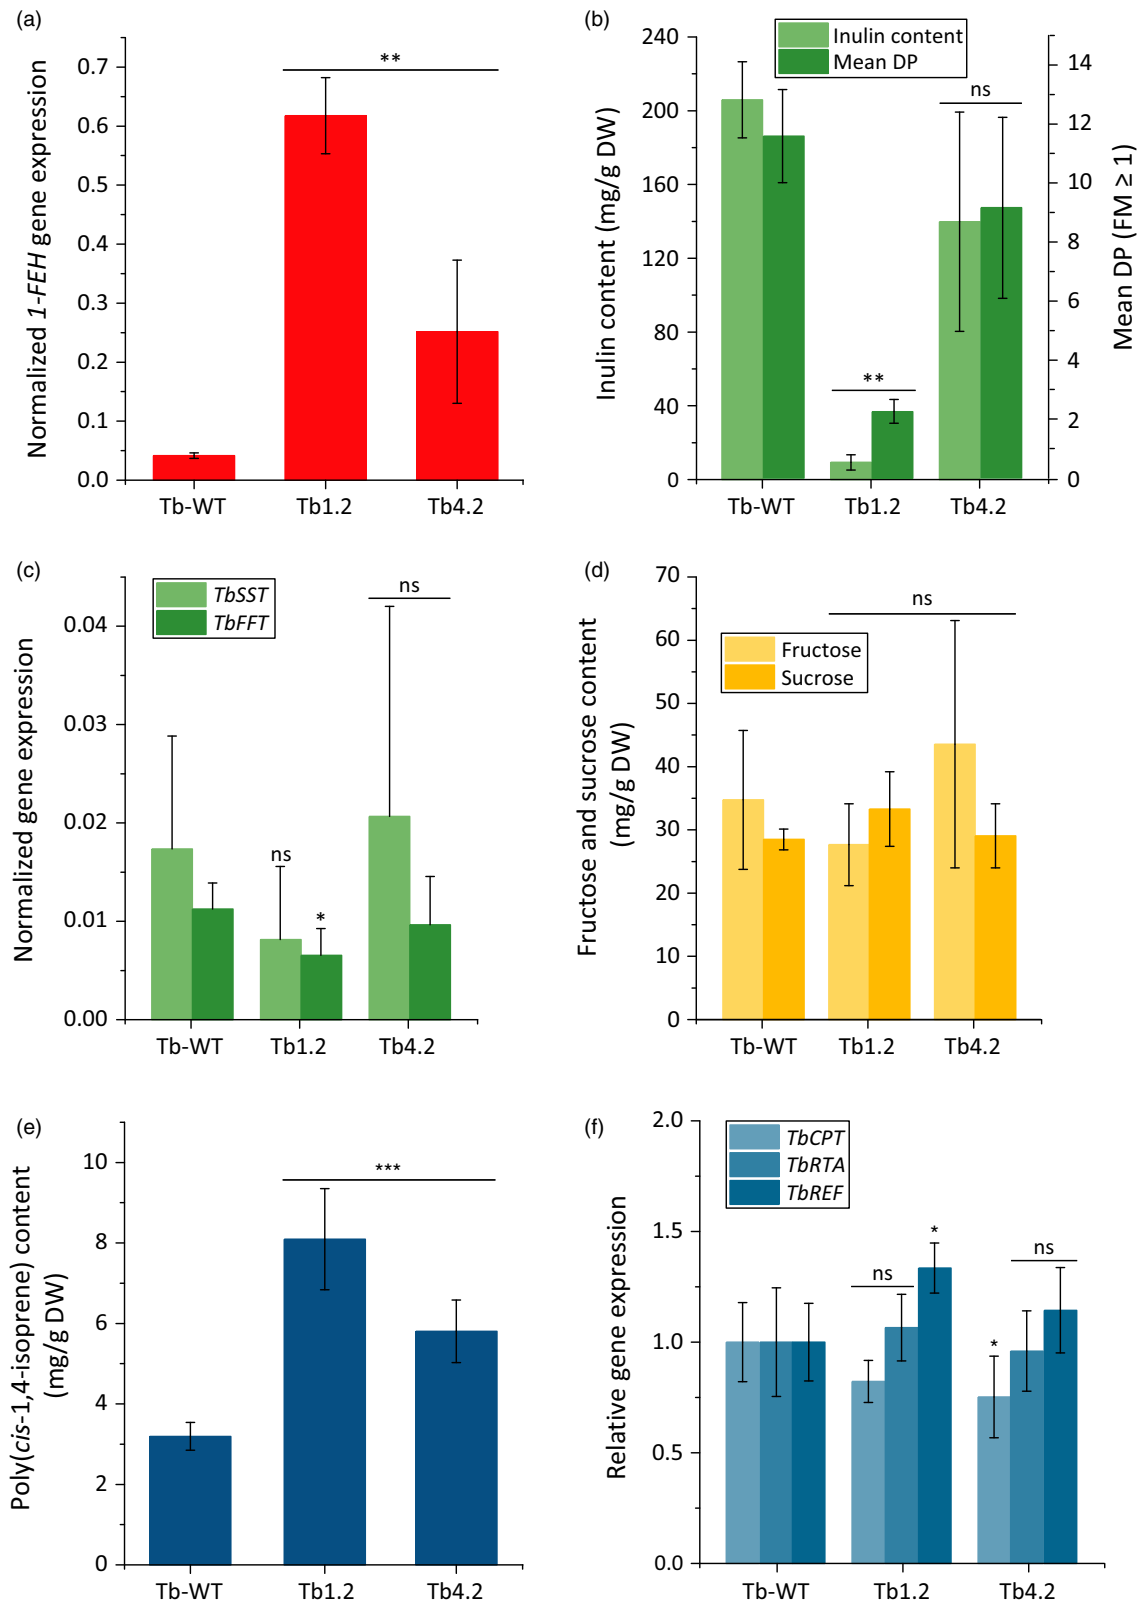 (a)
Normalized 1-FEH gene expression
0.7
0.6
0.5
0.4
0.3
0.2
0.1
0.0
**
Tb-WT
Tb1.2
Tb4.2
(b)
Inulin content (mg/g DW)
240
200
160
120
80
40
0
Inulin content
Mean DP
**
ns
14
12
10
8
6
4
2
0
Mean DP (FM ≥ 1)
Tb-WT
Tb1.2
Tb4.2
(c)
Normalized gene expression
0.04
0.03
0.02
0.01
0.00
TbSST
TbFFT
ns
*
ns
Tb-WT
Tb1.2
Tb4.2
(d)
Fructose and sucrose content
(mg/g DW)
70
60
50
40
30
20
10
0
ns
Fructose
Sucrose
Tb-WT
Tb1.2
Tb4.2
(e)
Poly(cis-1,4-isoprene) content
(mg/g DW)
10
8
6
4
2
0
***
Tb-WT
Tb1.2
Tb4.2
(f)
Relative gene expression
2.0
1.5
1.0
0.5
0.0
TbCPT
TbRTA
TbREF
ns
*
*
ns
Tb-WT
Tb1.2
Tb4.2